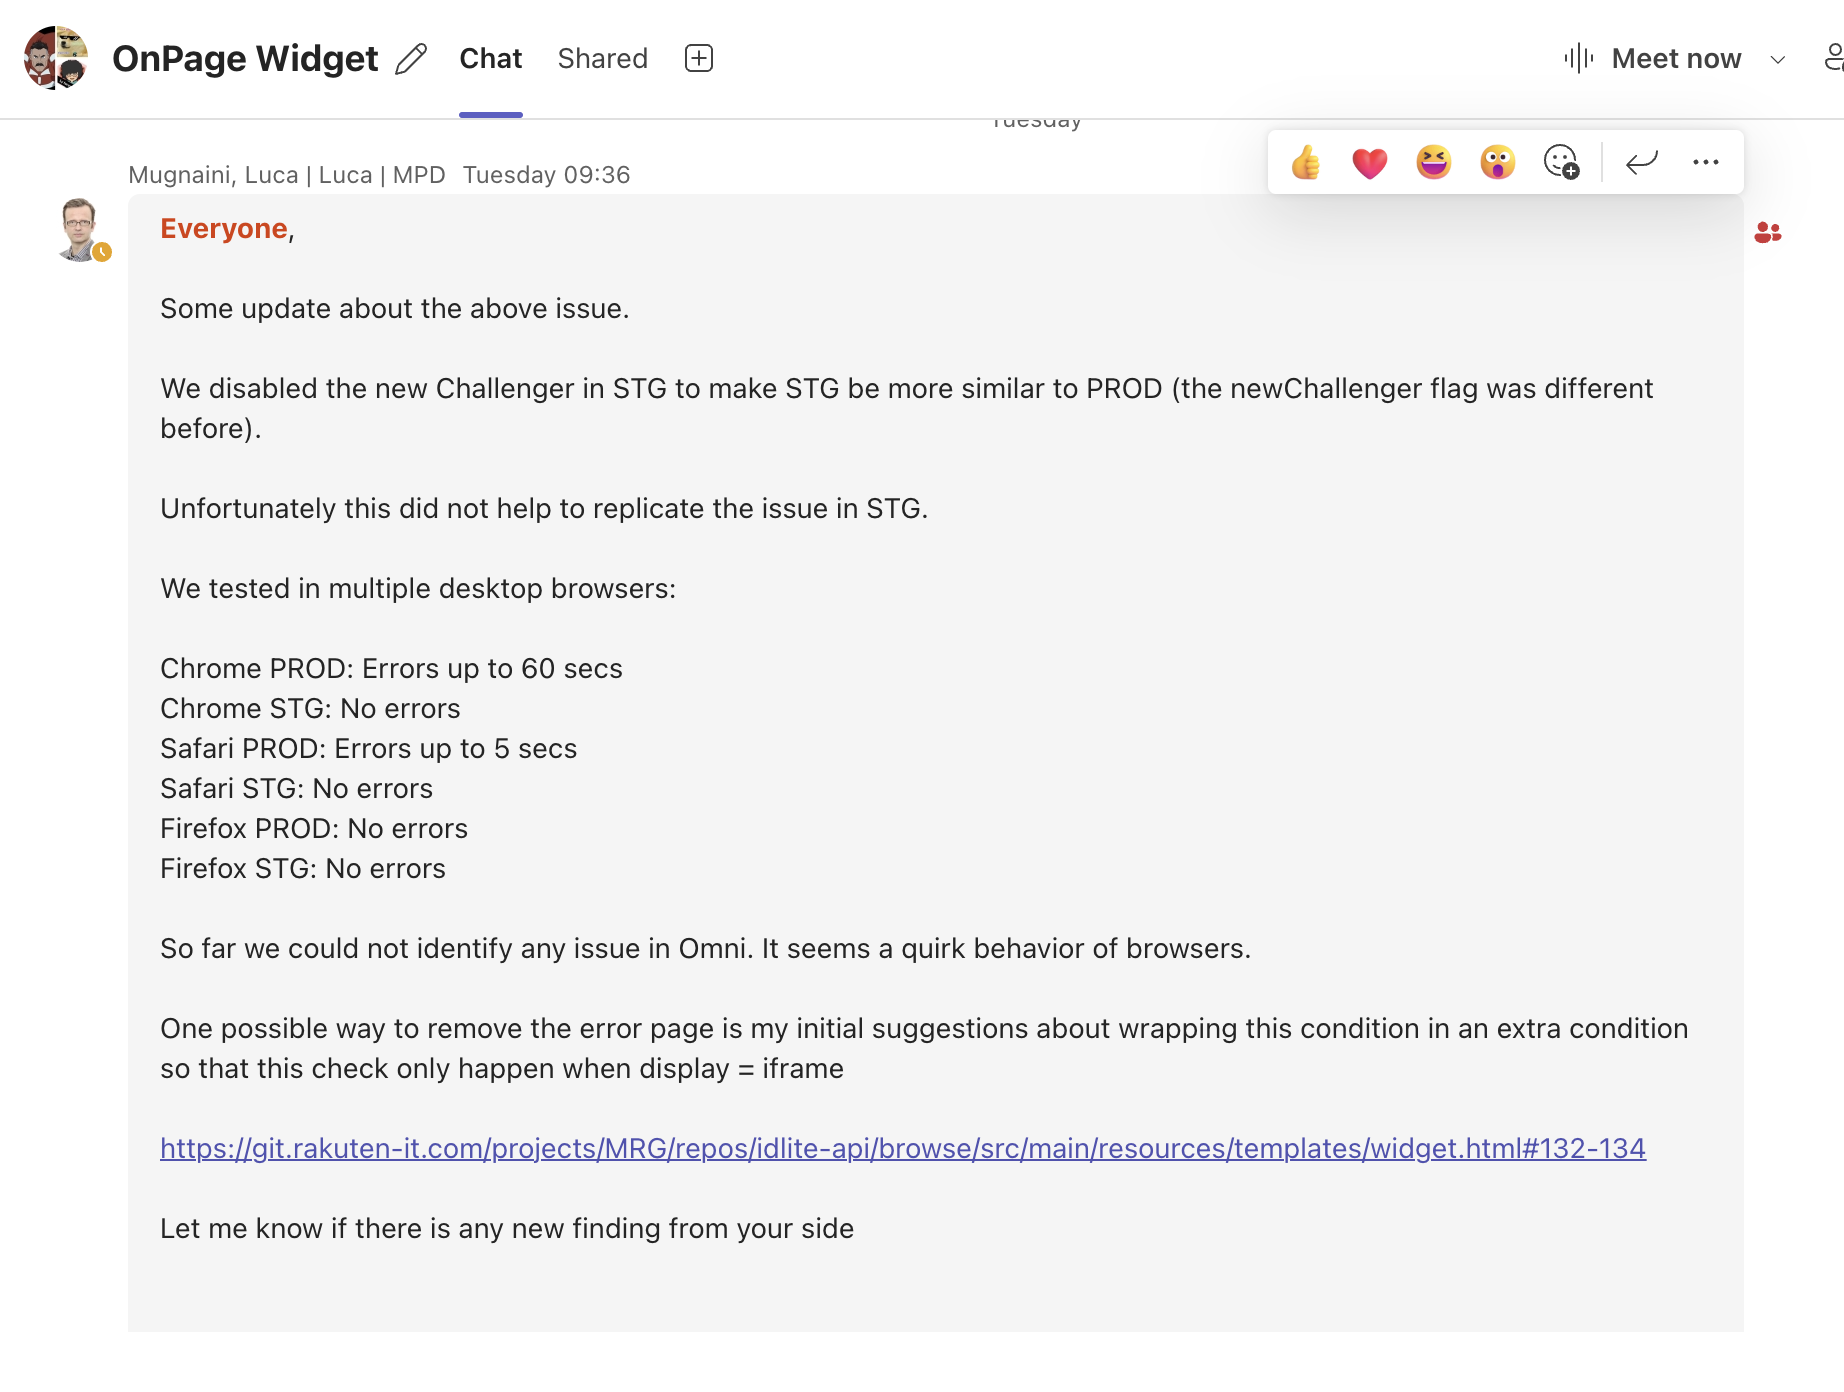 OnPage Widget Chat Shared Meet now
Tuesday
Mugnaini, Luca | Luca | MPD Tuesday 09:36
Everyone,
Some update about the above issue.
We disabled the new Challenger in STG to make STG be more similar to PROD (the newChallenger flag was different
before).
Unfortunately this did not help to replicate the issue in STG.
We tested in multiple desktop browsers:
Chrome PROD: Errors up to 60 secs
Chrome STG: No errors
Safari PROD: Errors up to 5 secs
Safari STG: No errors
Firefox PROD: No errors
Firefox STG: No errors
So far we could not identify any issue in Omni. It seems a quirk behavior of browsers.
One possible way to remove the error page is my initial suggestions about wrapping this condition in an extra condition
so that this check only happen when display = iframe
https://git.rakuten-it.com/projects/MRG/repos/idlite-api/browse/src/main/resources/templates/widget.html#132-134
Let me know if there is any new finding from your side